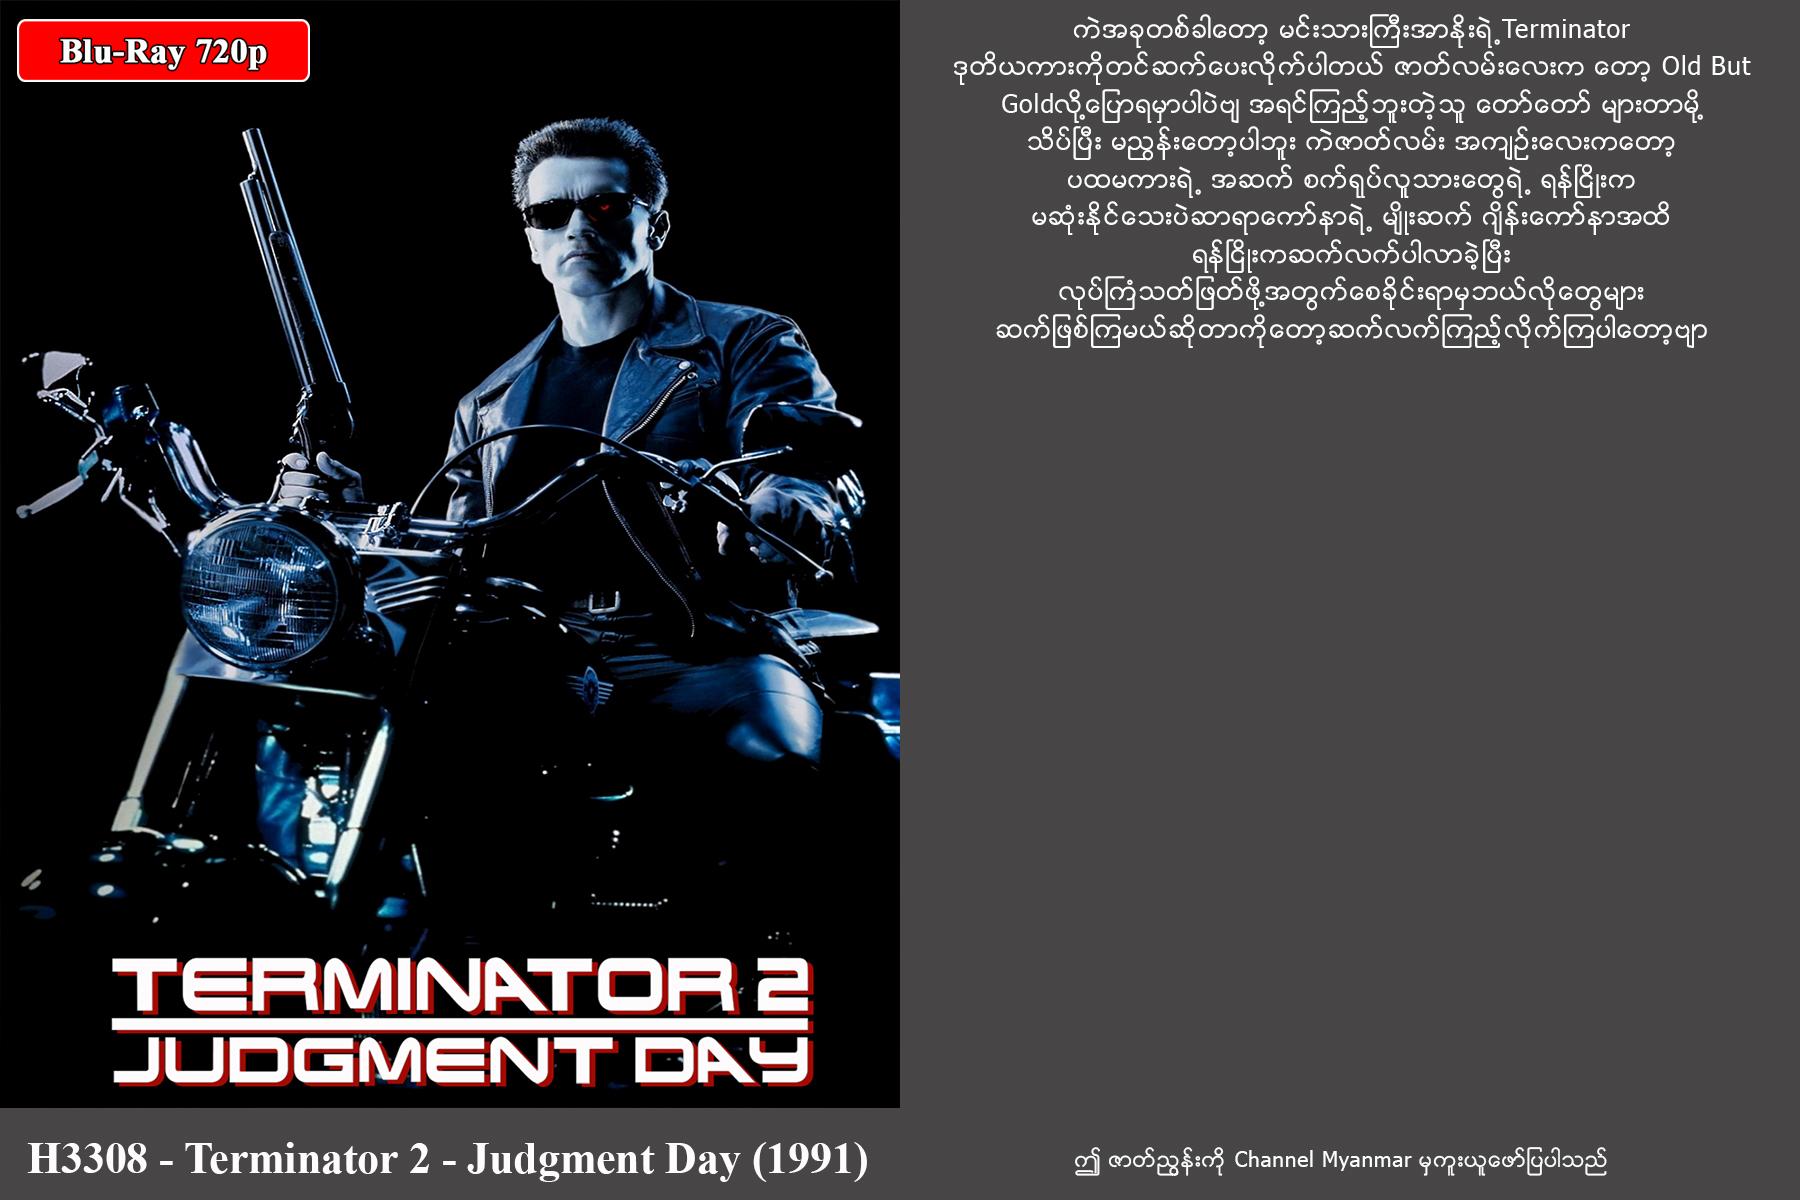 Blu-Ray 720p
TERMINATOR 2
JUDGMENT DAY
H3308 - Terminator 2 - Judgment Day (1991)
ကဲအခုတစ်ခါတော့ မင်းသားကြီးအာနိုးရဲ့Terminator
ဒုတိယကားကိုတင်ဆက်ပေးလိုက်ပါတယ် ဇာတ်လမ်းလေးက တော့ Old But
Goldလို့ပြောရမှာပါပဲဗျ အရင်ကြည့်ဘူးတဲ့သူ တော်တော် များတာမို့
သိပ်ပြီး မညွှန်းတော့ပါဘူး ကဲဇာတ်လမ်း အကျဉ်းလေးကတော့
ပထမကားရဲ့ အဆက် စက်ရုပ်လူသားတွေရဲ့ ရန်ငြိုးက
မဆုံးနိုင်သေးပဲဆာရာကော်နာရဲ့ မျိုးဆက် ဂျိန်းကော်နာအထိ
ရန်ငြိုးကဆက်လက်ပါလာခဲ့ပြီး
လုပ်ကြံသတ်ဖြတ်ဖို့အတွက်စေခိုင်းရာမှဘယ်လိုတွေများ
ဆက်ဖြစ်ကြမယ်ဆိုတာကိုတော့ဆက်လက်ကြည့်လိုက်ကြပါတော့ဗျာ
ဤ ဇာတ်ညွှန်းကို Channel Myanmar မှကူးယူဖော်ပြပါသည်